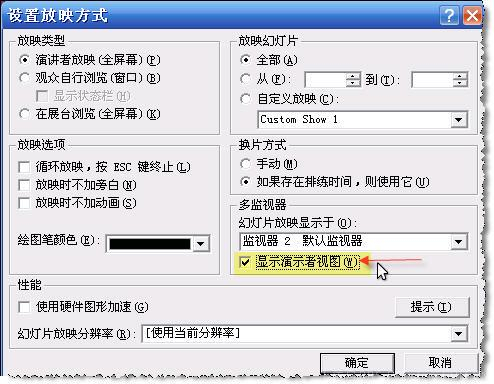 设置放映方式
放映类型
演讲者放映(全屏幕)(P)
观众自行浏览(窗口)(B)
显示状态栏(H)
在展台浏览(全屏幕)(K)
放映幻灯片
全部(A)
从(F): 到(T):
自定义放映(C):
Custom Show 1
放映选项
循环放映，按 ESC 键终止(L)
放映时不加旁白(N)
放映时不加动画(S)
绘图笔颜色(E):
换片方式
手动(M)
如果存在排练时间，则使用它(U)
多监视器
幻灯片放映显示于(O):
监视器 2 默认监视器
显示演示者视图(W)
性能
使用硬件图形加速(G)
提示(I)
幻灯片放映分辨率(R): [使用当前分辨率]
确定 取消